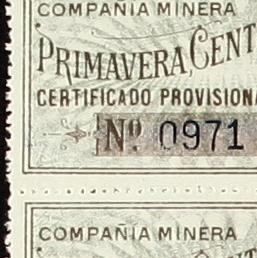 COMPAÑIA MINERA
PRIMAVERA, CENT
CERTIFICADO PROVISIONA
Nº 0971
COMPAÑIA MINERA